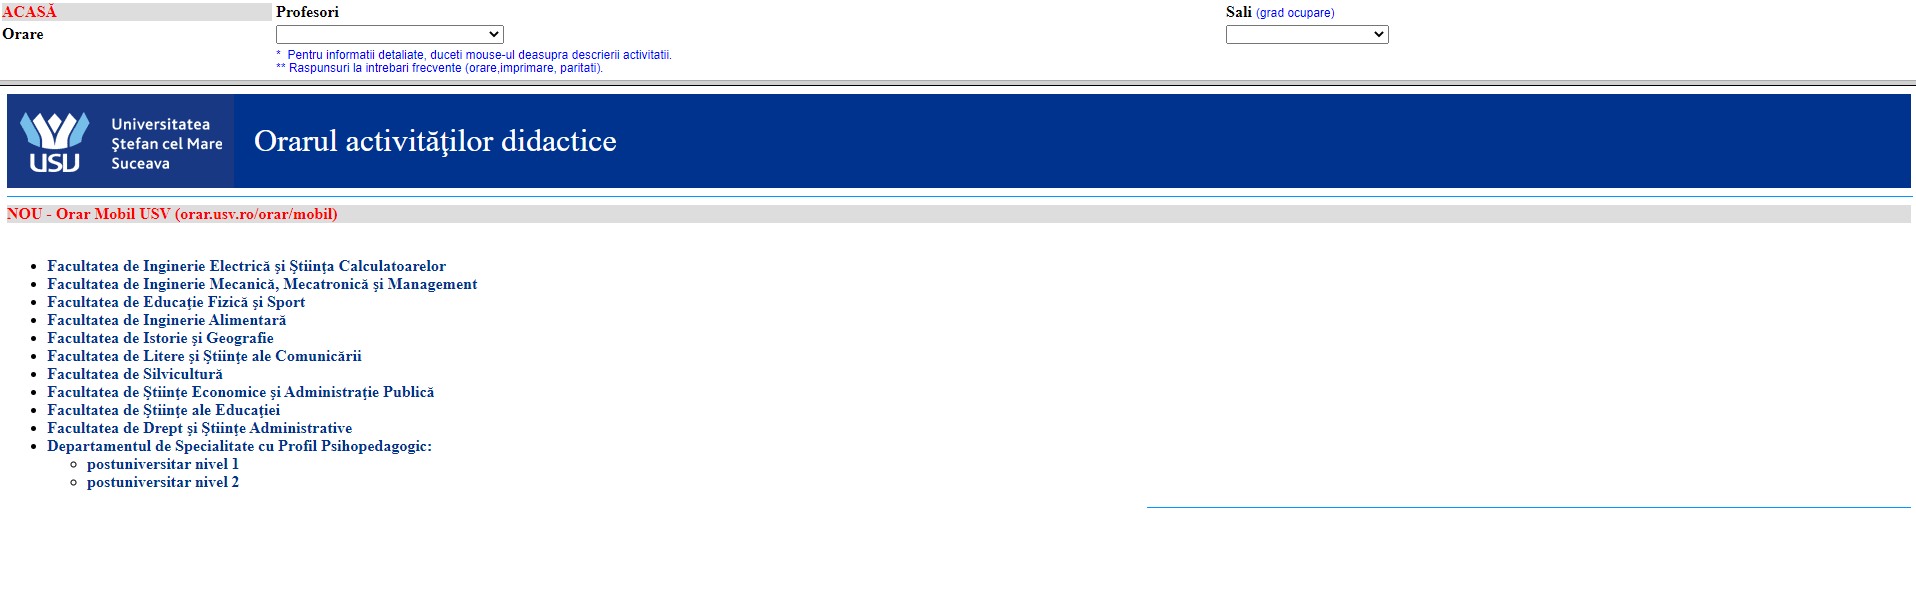 ACASĂ
Profesori
Sali (grad ocupare)
Orare
* Pentru informatii detaliate, duceti mouse-ul deasupra descrierii activitatii.
** Raspunsuri la intrebari frecvente (orare,imprimare, paritati).
Universitatea
Ştefan cel Mare
Suceava
USV
Orarul activităţilor didactice
NOU - Orar Mobil USV (orar.usv.ro/orar/mobil)
Facultatea de Inginerie Electrică şi Ştiinţa Calculatoarelor
Facultatea de Inginerie Mecanică, Mecatronică şi Management
Facultatea de Educaţie Fizică şi Sport
Facultatea de Inginerie Alimentară
Facultatea de Istorie şi Geografie
Facultatea de Litere şi Ştiinţe ale Comunicării
Facultatea de Silvicultură
Facultatea de Ştiinţe Economice şi Administraţie Publică
Facultatea de Ştiinţe ale Educaţiei
Facultatea de Drept şi Ştiinţe Administrative
Departamentul de Specialitate cu Profil Psihopedagogic:
postuniversitar nivel 1
postuniversitar nivel 2